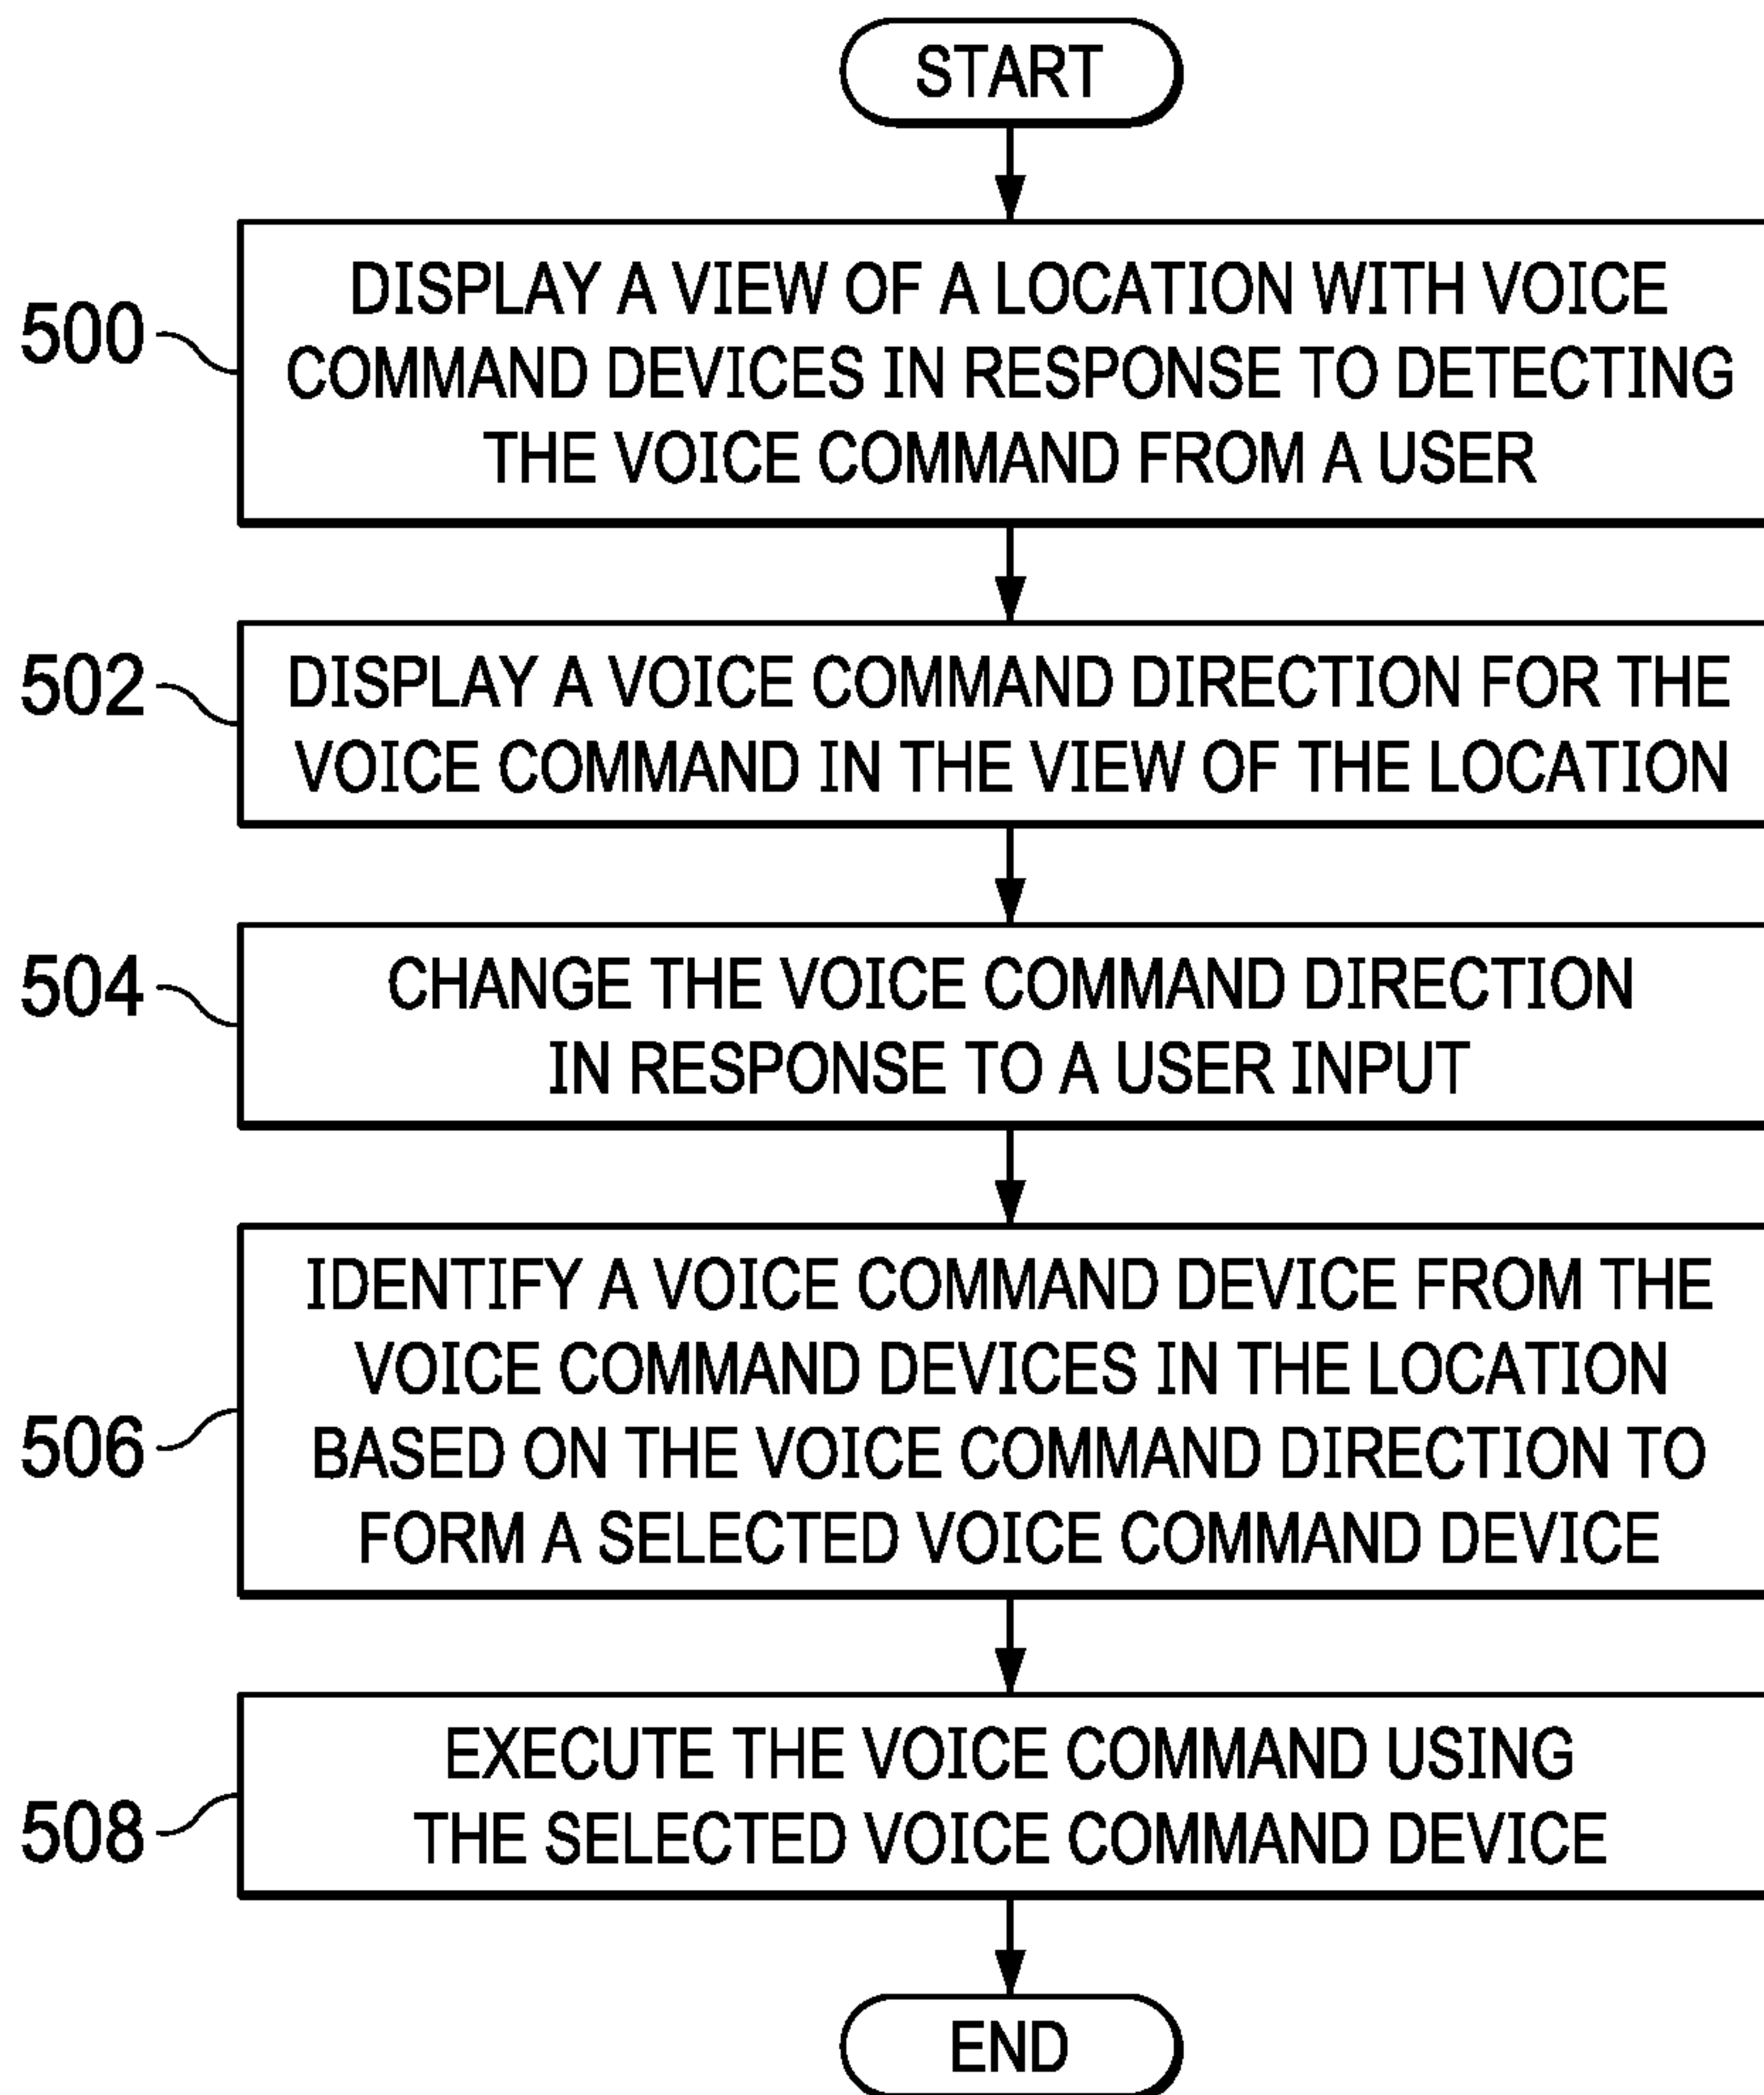 START
500
DISPLAY A VIEW OF A LOCATION WITH VOICE
COMMAND DEVICES IN RESPONSE TO DETECTING
THE VOICE COMMAND FROM A USER
502
DISPLAY A VOICE COMMAND DIRECTION FOR THE
VOICE COMMAND IN THE VIEW OF THE LOCATION
504
CHANGE THE VOICE COMMAND DIRECTION
IN RESPONSE TO A USER INPUT
506
IDENTIFY A VOICE COMMAND DEVICE FROM THE
VOICE COMMAND DEVICES IN THE LOCATION
BASED ON THE VOICE COMMAND DIRECTION TO
FORM A SELECTED VOICE COMMAND DEVICE
508
EXECUTE THE VOICE COMMAND USING
THE SELECTED VOICE COMMAND DEVICE
END